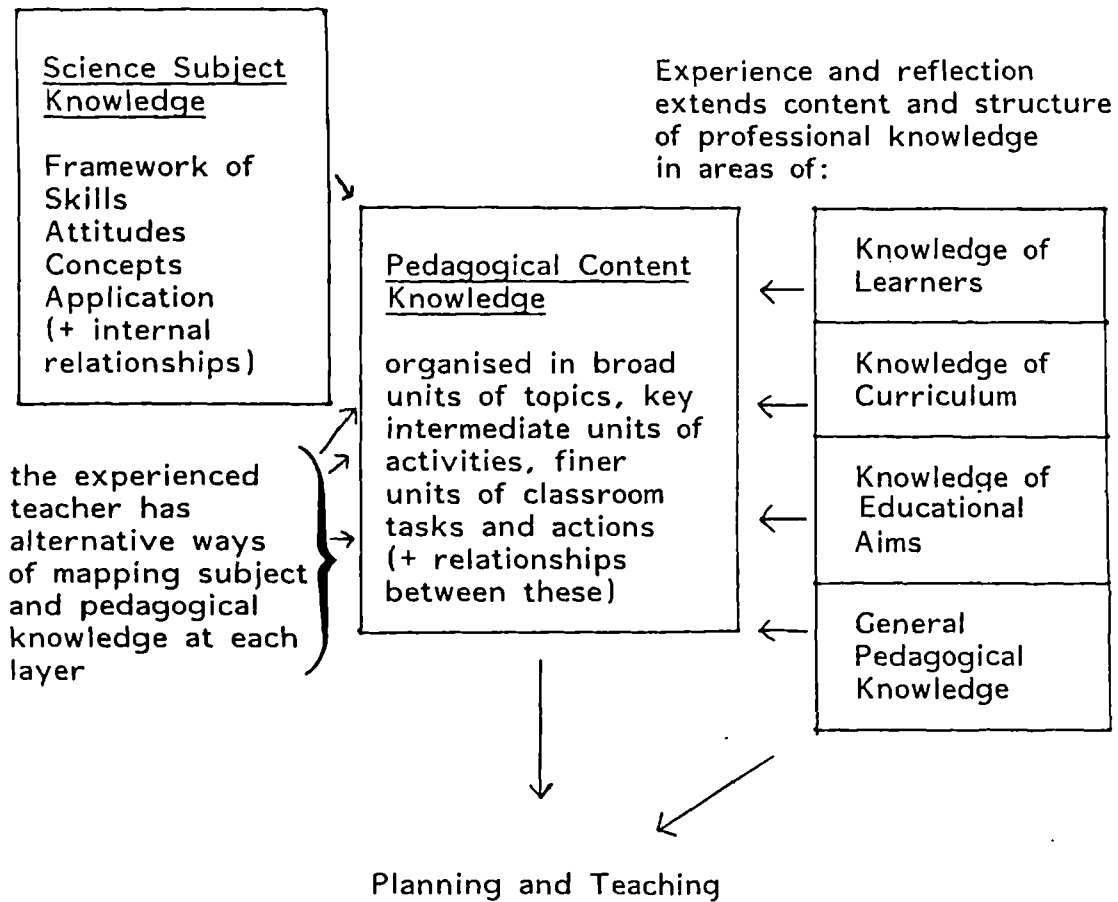 Science Subject
Knowledge
Framework of
Skills
Attitudes
Concepts
Application
(+ internal
relationships)
Experience and reflection
extends content and structure
of professional knowledge
in areas of:
Pedagogical Content
Knowledge
organised in broad
units of topics, key
intermediate units of
activities, finer
units of classroom
tasks and actions
(+ relationships
between these)
Knowledge of
Learners
Knowledge of
Curriculum
Knowledge of
Educational
Aims
General
Pedagogical
Knowledge
the experienced
teacher has
alternative ways
of mapping subject
and pedagogical
knowledge at each
layer
Planning and Teaching